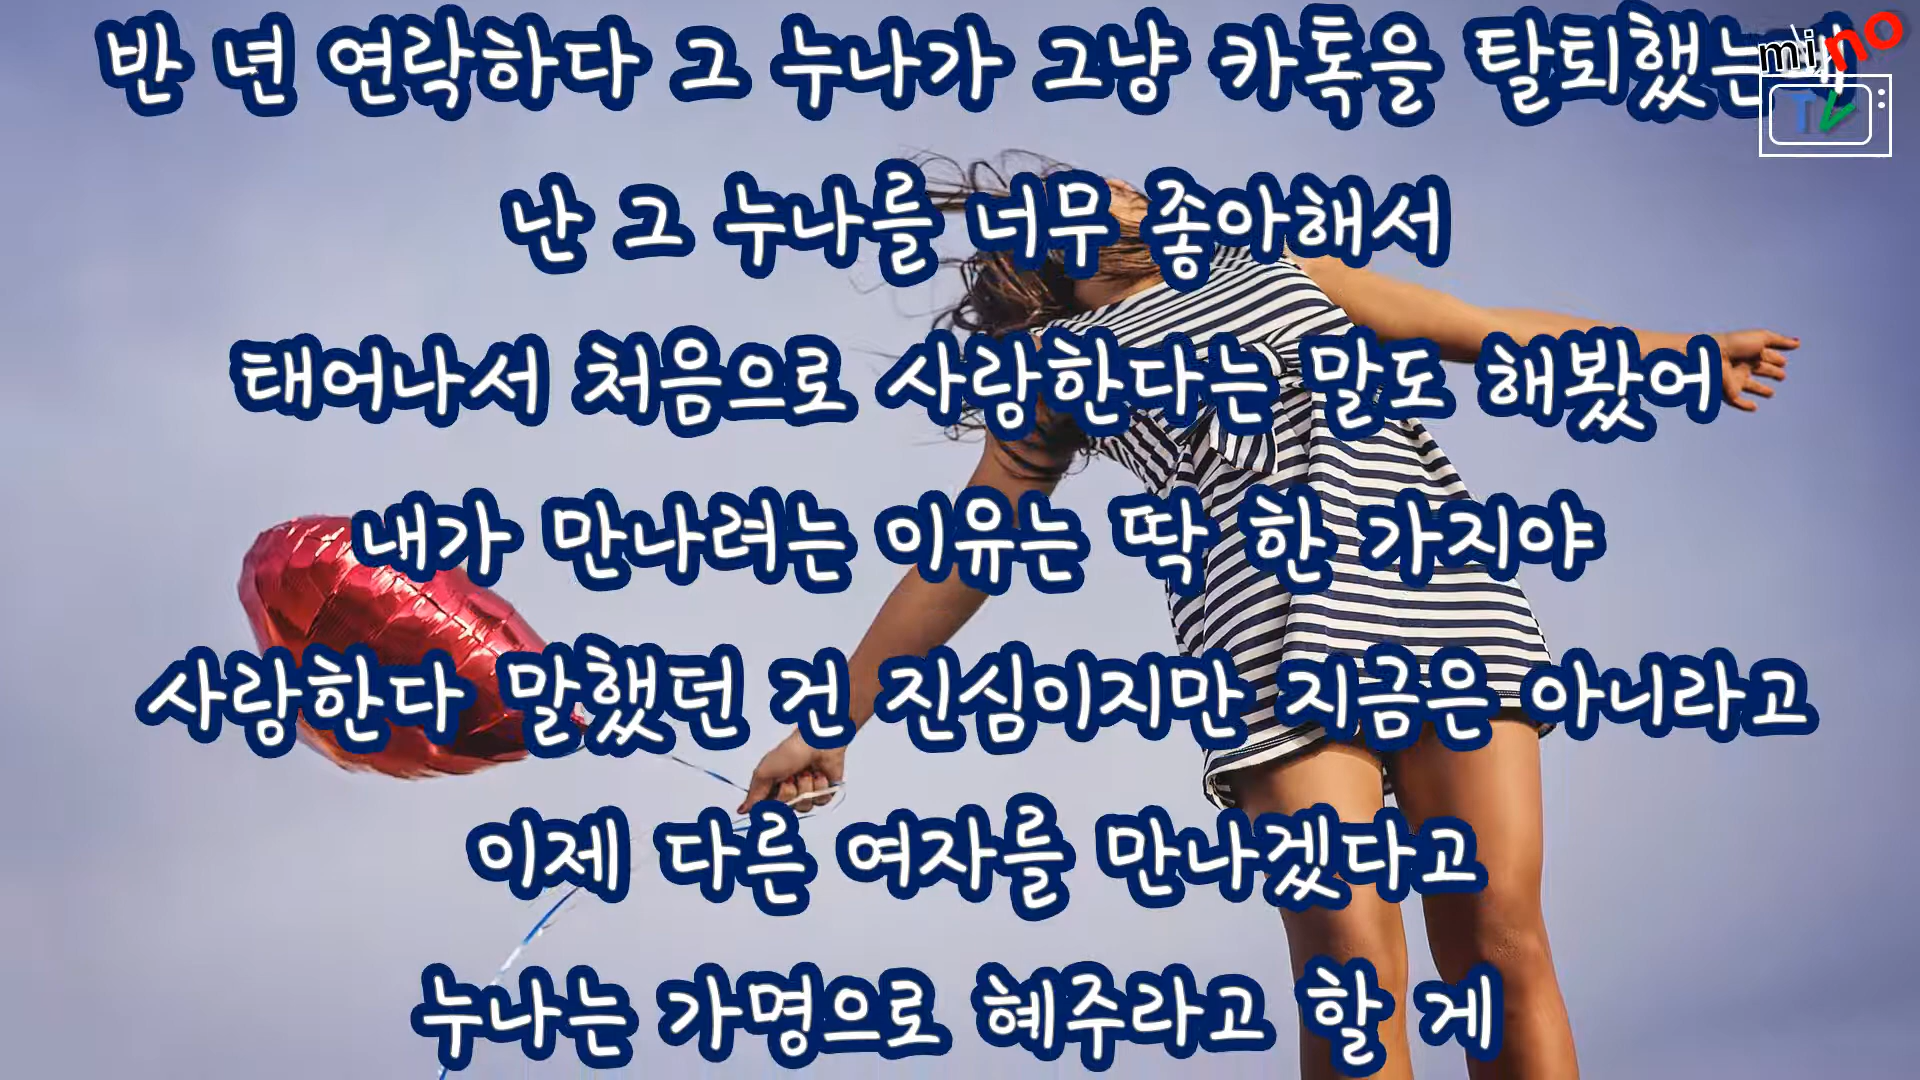 반 년 연락하다 그 누나가 그냥 카톡을 탈퇴했는데
mino
TV
난 그 누나를 너무 좋아해서
태어나서 처음으로 사랑한다는 말도 해봤어
내가 만나려는 이유는 딱 한 가지야
사랑한다 말했던 건 진심이지만 지금은 아니라고
이제 다른 여자를 만나겠다고
누나는 가명으로 혜주라고 할 게